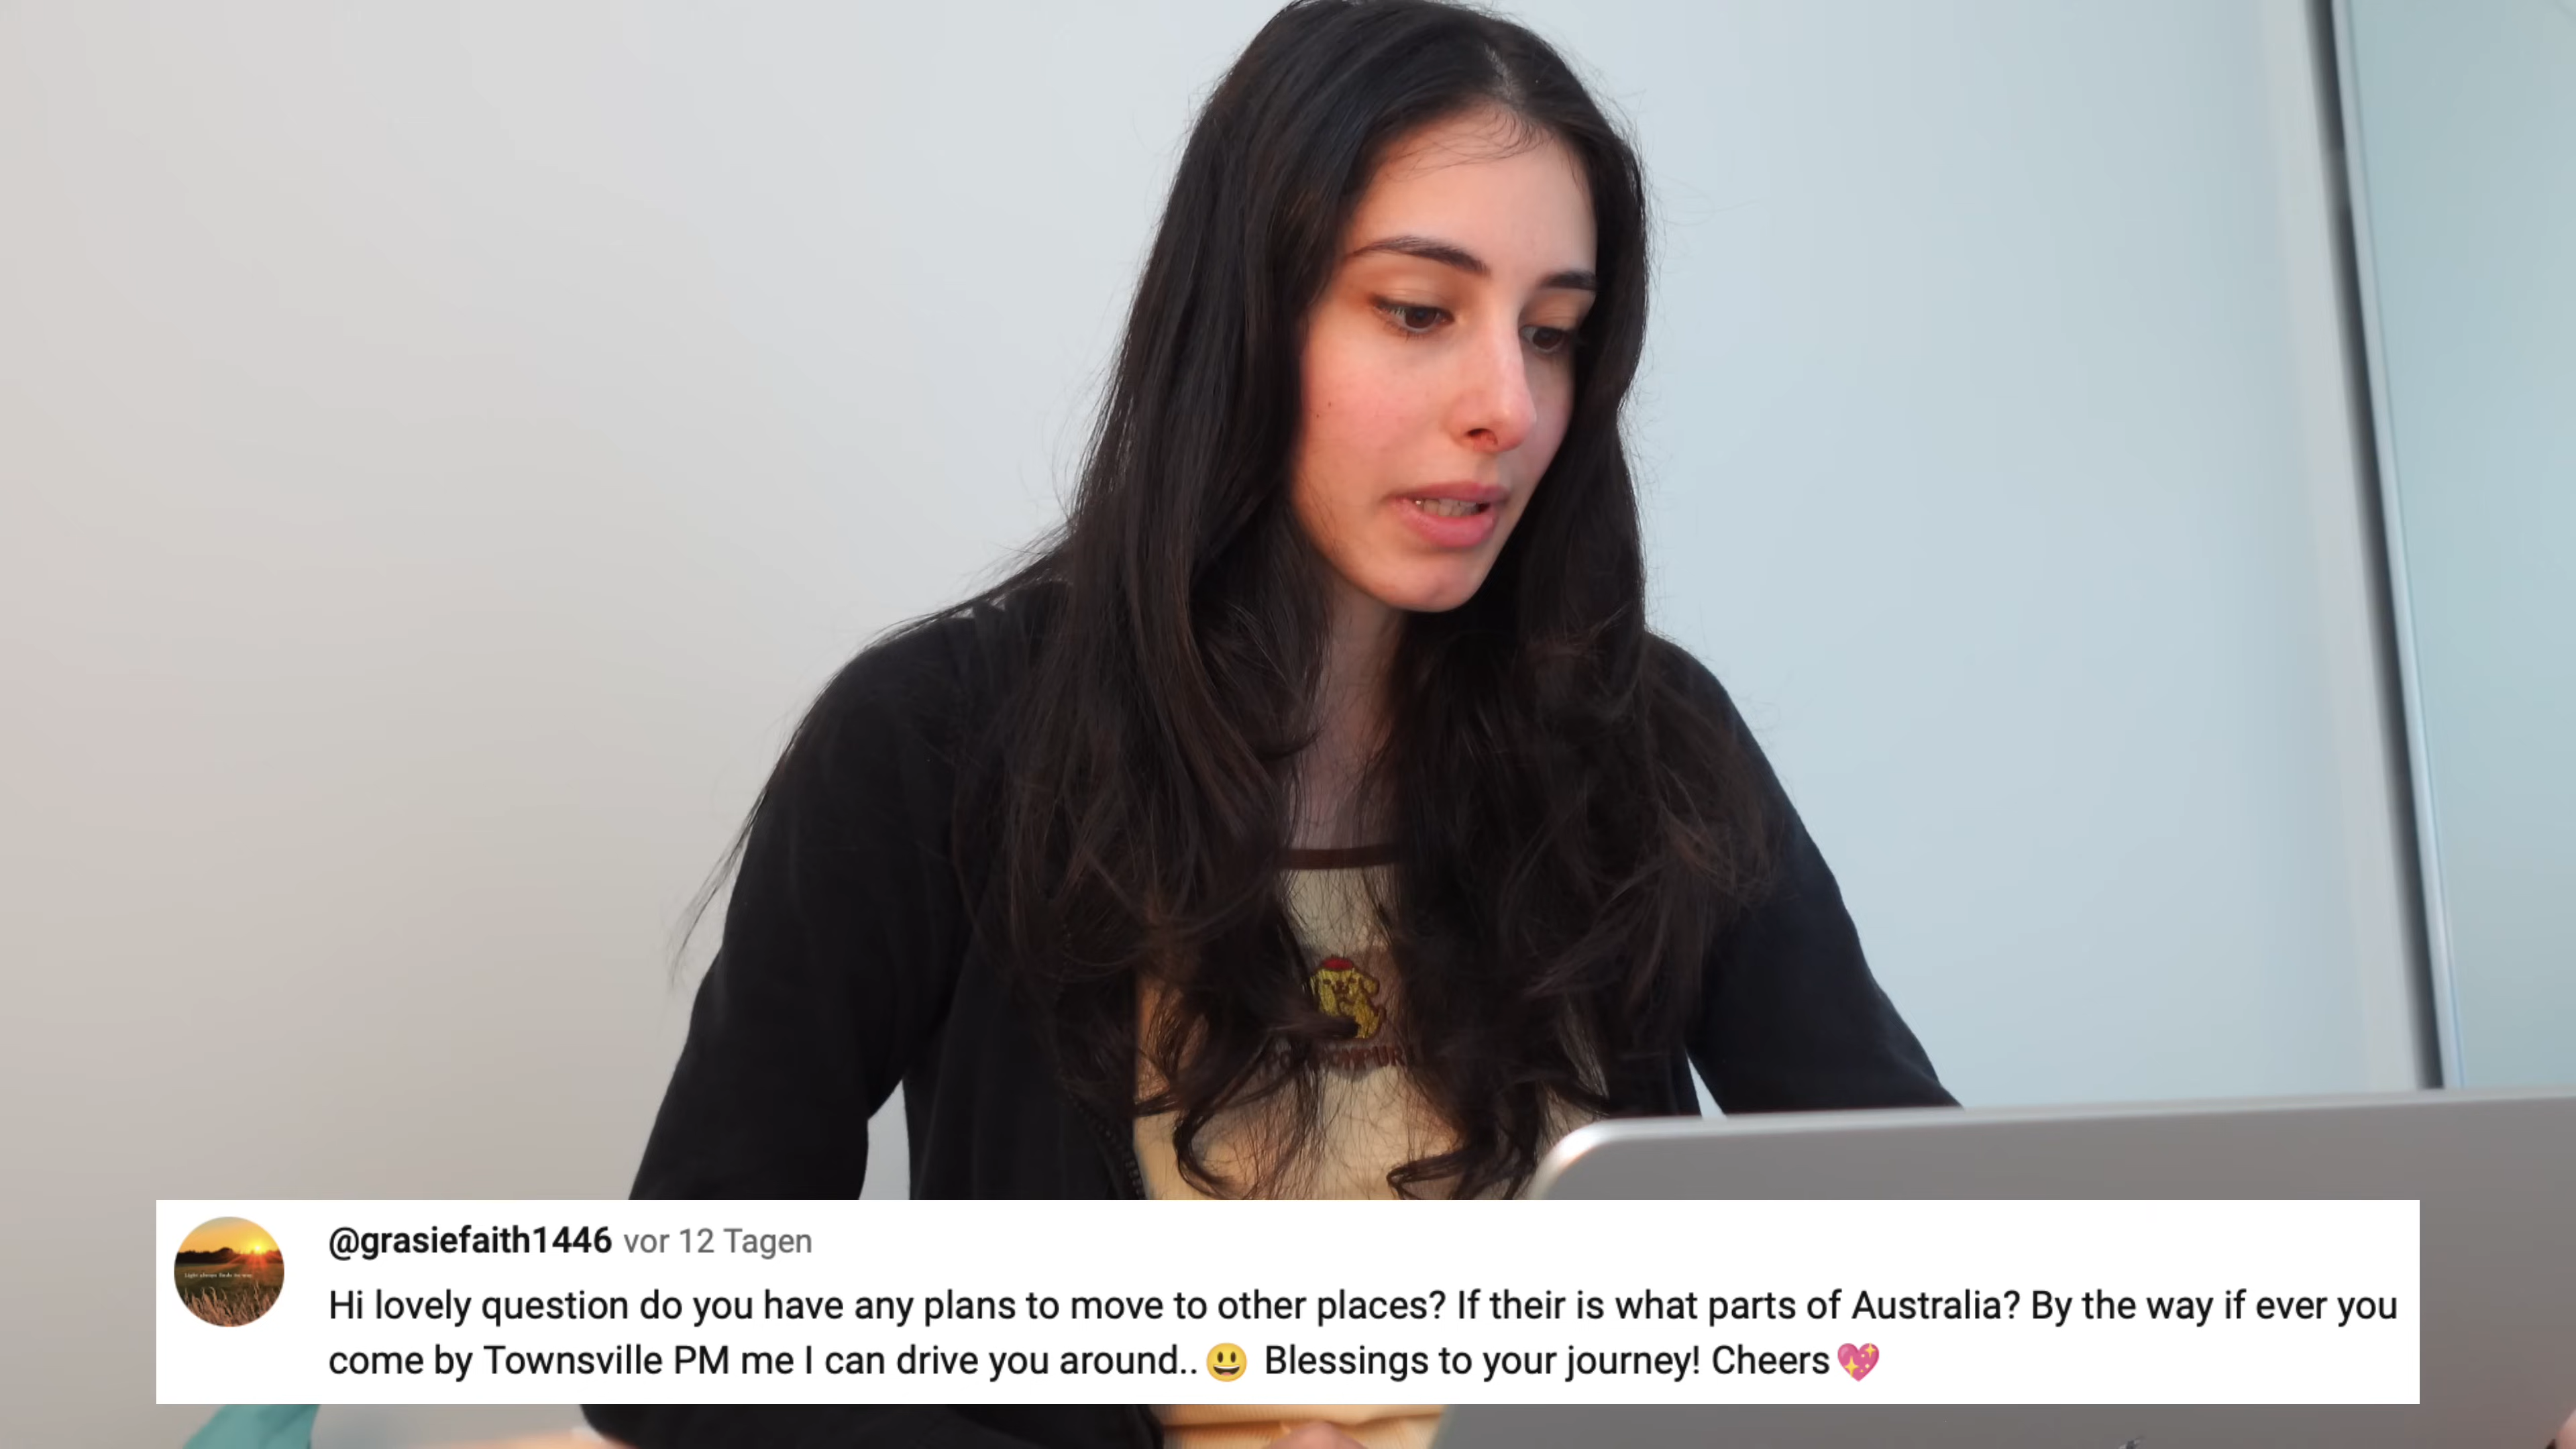 @grasiefaith1446 vor 12 Tagen
Hi lovely question do you have any plans to move to other places? If their is what parts of Australia? By the way if ever you
come by Townsville PM me I can drive you around..😃 Blessings to your journey! Cheers💖